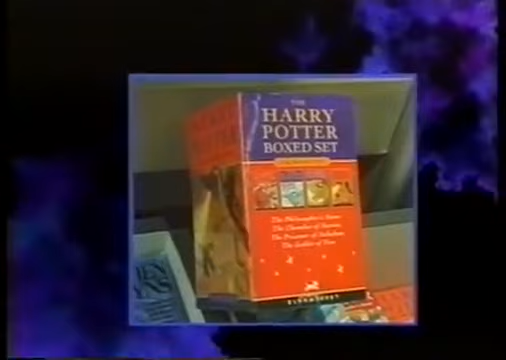 THE
HARRY
POTTER
BOXED SET
The Philosopher's Stone
The Chamber of Secrets
The Prisoner of Azkaban
The Goblet of Fire
BLOOMSBURY